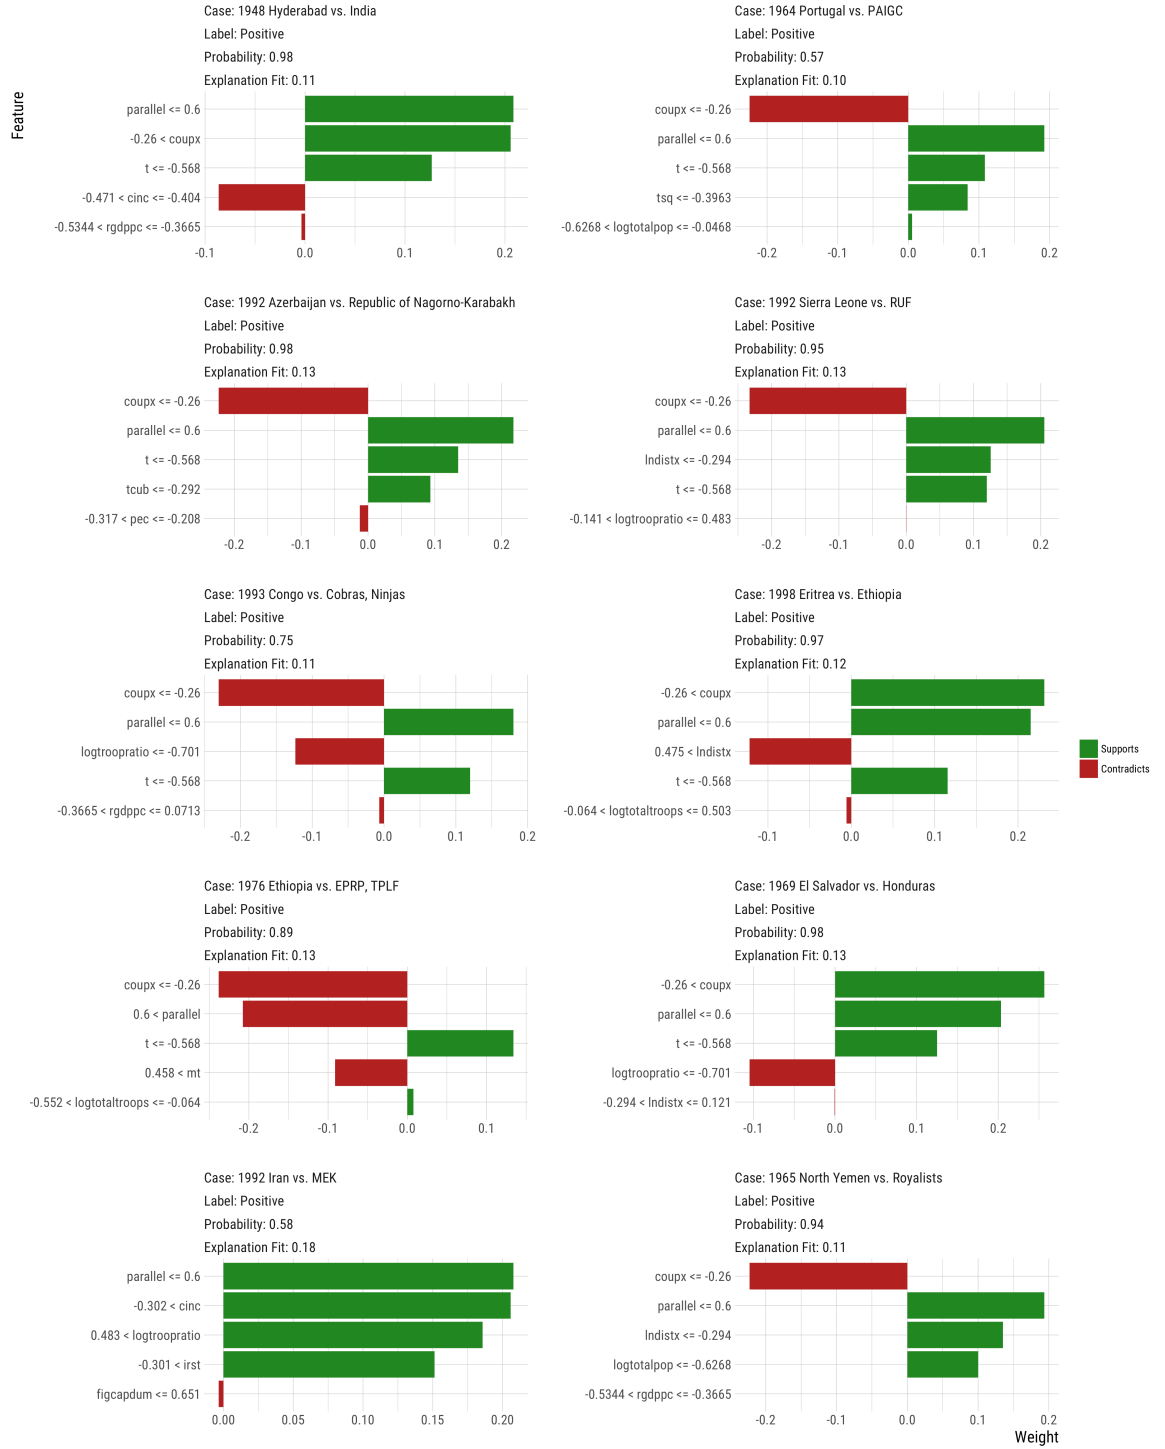 Feature
Case: 1948 Hyderabad vs. India
Label: Positive
Probability: 0.98
Explanation Fit: 0.11
parallel <= 0.6
-0.26 < coupx
t <= -0.568
-0.471 < cinc <= -0.404
-0.5344 < rgdppc <= -0.3665
-0.1 0.0 0.1 0.2
Case: 1964 Portugal vs. PAIGC
Label: Positive
Probability: 0.57
Explanation Fit: 0.10
coupx <= -0.26
parallel <= 0.6
t <= -0.568
tsq <= -0.3963
-0.6268 < logtotalpop <= -0.0468
-0.2 -0.1 0.0 0.1 0.2
Case: 1992 Azerbaijan vs. Republic of Nagorno-Karabakh
Label: Positive
Probability: 0.98
Explanation Fit: 0.13
coupx <= -0.26
parallel <= 0.6
t <= -0.568
tcub <= -0.292
-0.317 < pec <= -0.208
-0.2 -0.1 0.0 0.1 0.2
Case: 1992 Sierra Leone vs. RUF
Label: Positive
Probability: 0.95
Explanation Fit: 0.13
coupx <= -0.26
parallel <= 0.6
lndistx <= -0.294
t <= -0.568
-0.141 < logtroopratio <= 0.483
-0.2 -0.1 0.0 0.1 0.2
Case: 1993 Congo vs. Cobras, Ninjas
Label: Positive
Probability: 0.75
Explanation Fit: 0.11
coupx <= -0.26
parallel <= 0.6
logtroopratio <= -0.701
t <= -0.568
-0.3665 < rgdppc <= 0.0713
-0.2 -0.1 0.0 0.1 0.2
Case: 1998 Eritrea vs. Ethiopia
Label: Positive
Probability: 0.97
Explanation Fit: 0.12
-0.26 < coupx
parallel <= 0.6
0.475 < lndistx
t <= -0.568
-0.064 < logtotaltroops <= 0.503
-0.1 0.0 0.1 0.2
Supports
Contradicts
Case: 1976 Ethiopia vs. EPRP, TPLF
Label: Positive
Probability: 0.89
Explanation Fit: 0.13
coupx <= -0.26
0.6 < parallel
t <= -0.568
0.458 < mt
-0.552 < logtotaltroops <= -0.064
-0.2 -0.1 0.0 0.1
Case: 1969 El Salvador vs. Honduras
Label: Positive
Probability: 0.98
Explanation Fit: 0.13
-0.26 < coupx
parallel <= 0.6
t <= -0.568
logtroopratio <= -0.701
-0.294 < lndistx <= 0.121
-0.1 0.0 0.1 0.2
Case: 1992 Iran vs. MEK
Label: Positive
Probability: 0.58
Explanation Fit: 0.18
parallel <= 0.6
-0.302 < cinc
0.483 < logtroopratio
-0.301 < irst
figcapdum <= 0.651
0.00 0.05 0.10 0.15 0.20
Case: 1965 North Yemen vs. Royalists
Label: Positive
Probability: 0.94
Explanation Fit: 0.11
coupx <= -0.26
parallel <= 0.6
lndistx <= -0.294
logtotalpop <= -0.6268
-0.5344 < rgdppc <= -0.3665
-0.2 -0.1 0.0 0.1 0.2
Weight